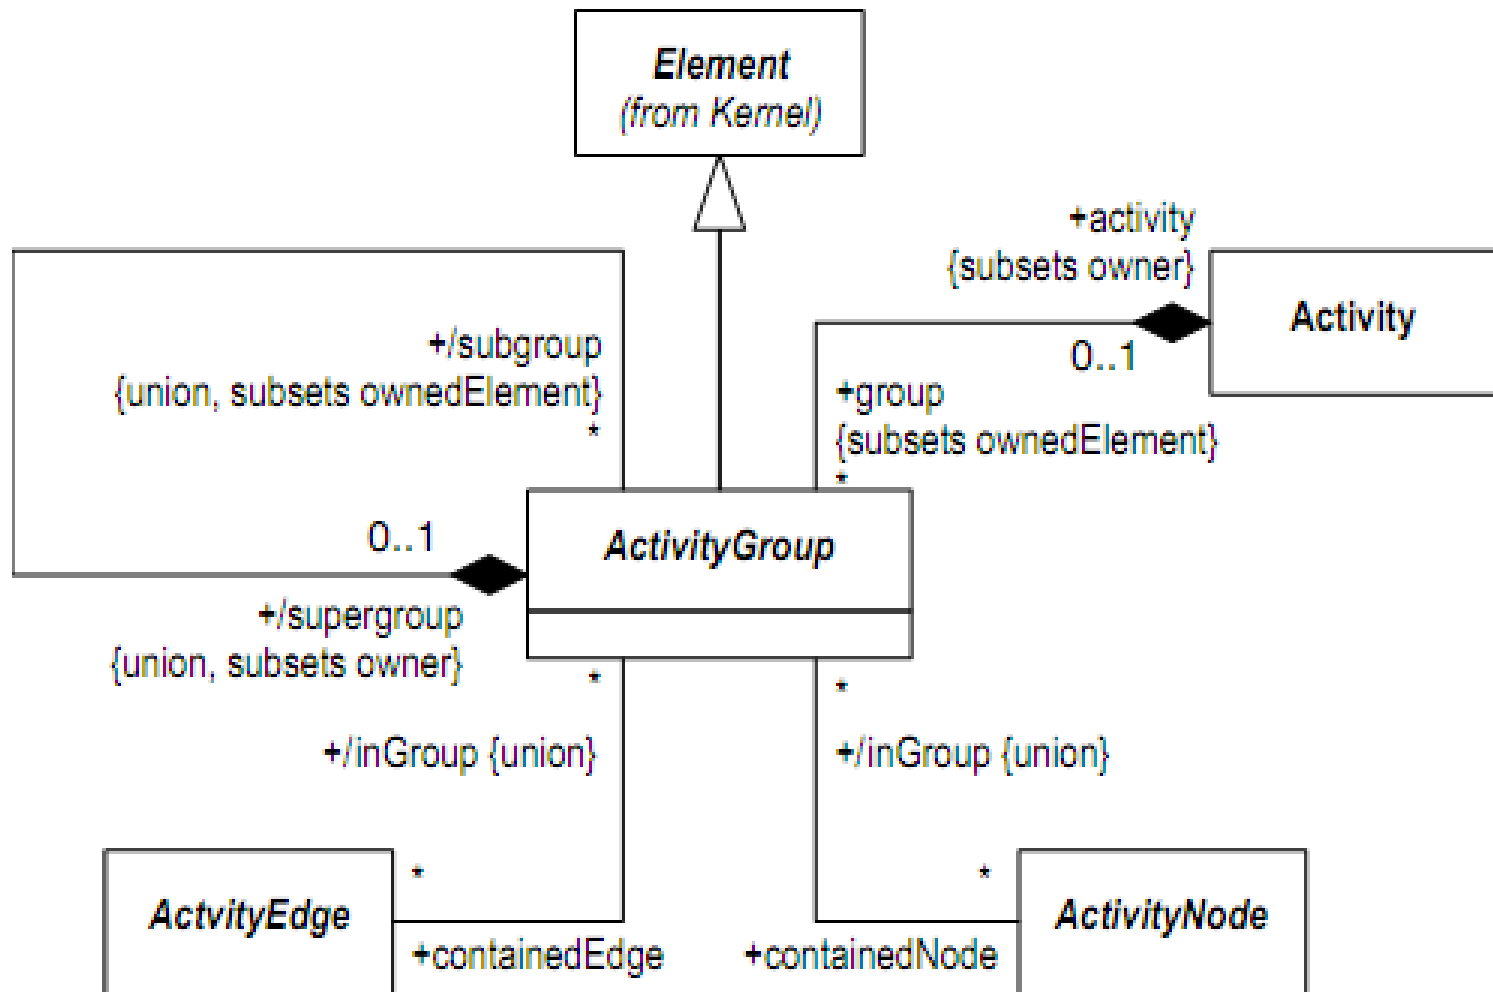 Element
(from Kernel)
+activity
{subsets owner}
Activity
0..1
+/subgroup
{union, subsets ownedElement}
*
+group
{subsets ownedElement}
*
0..1
ActivityGroup
+/supergroup
{union, subsets owner}
*
*
+/inGroup {union}
+/inGroup {union}
*
*
ActvityEdge
ActivityNode
+containedEdge
+containedNode